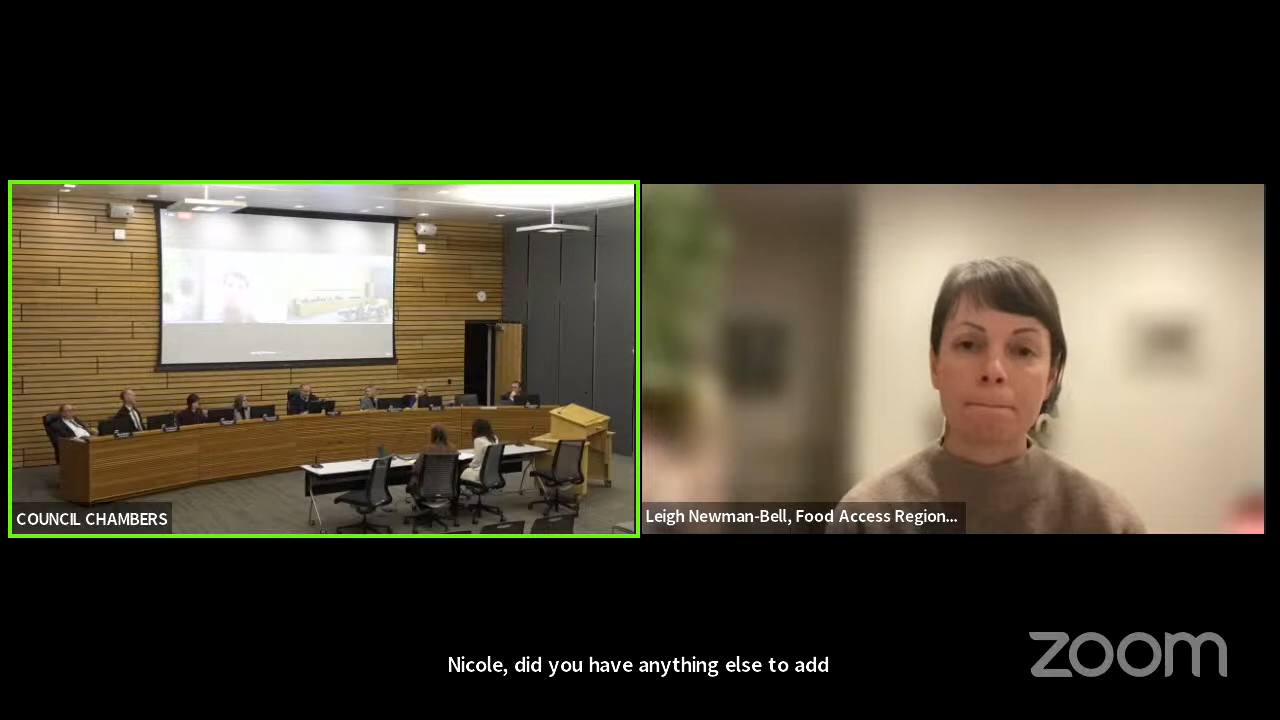 COUNCIL CHAMBERS
Leigh Newman-Bell, Food Access Region...
Nicole, did you have anything else to add
zoom